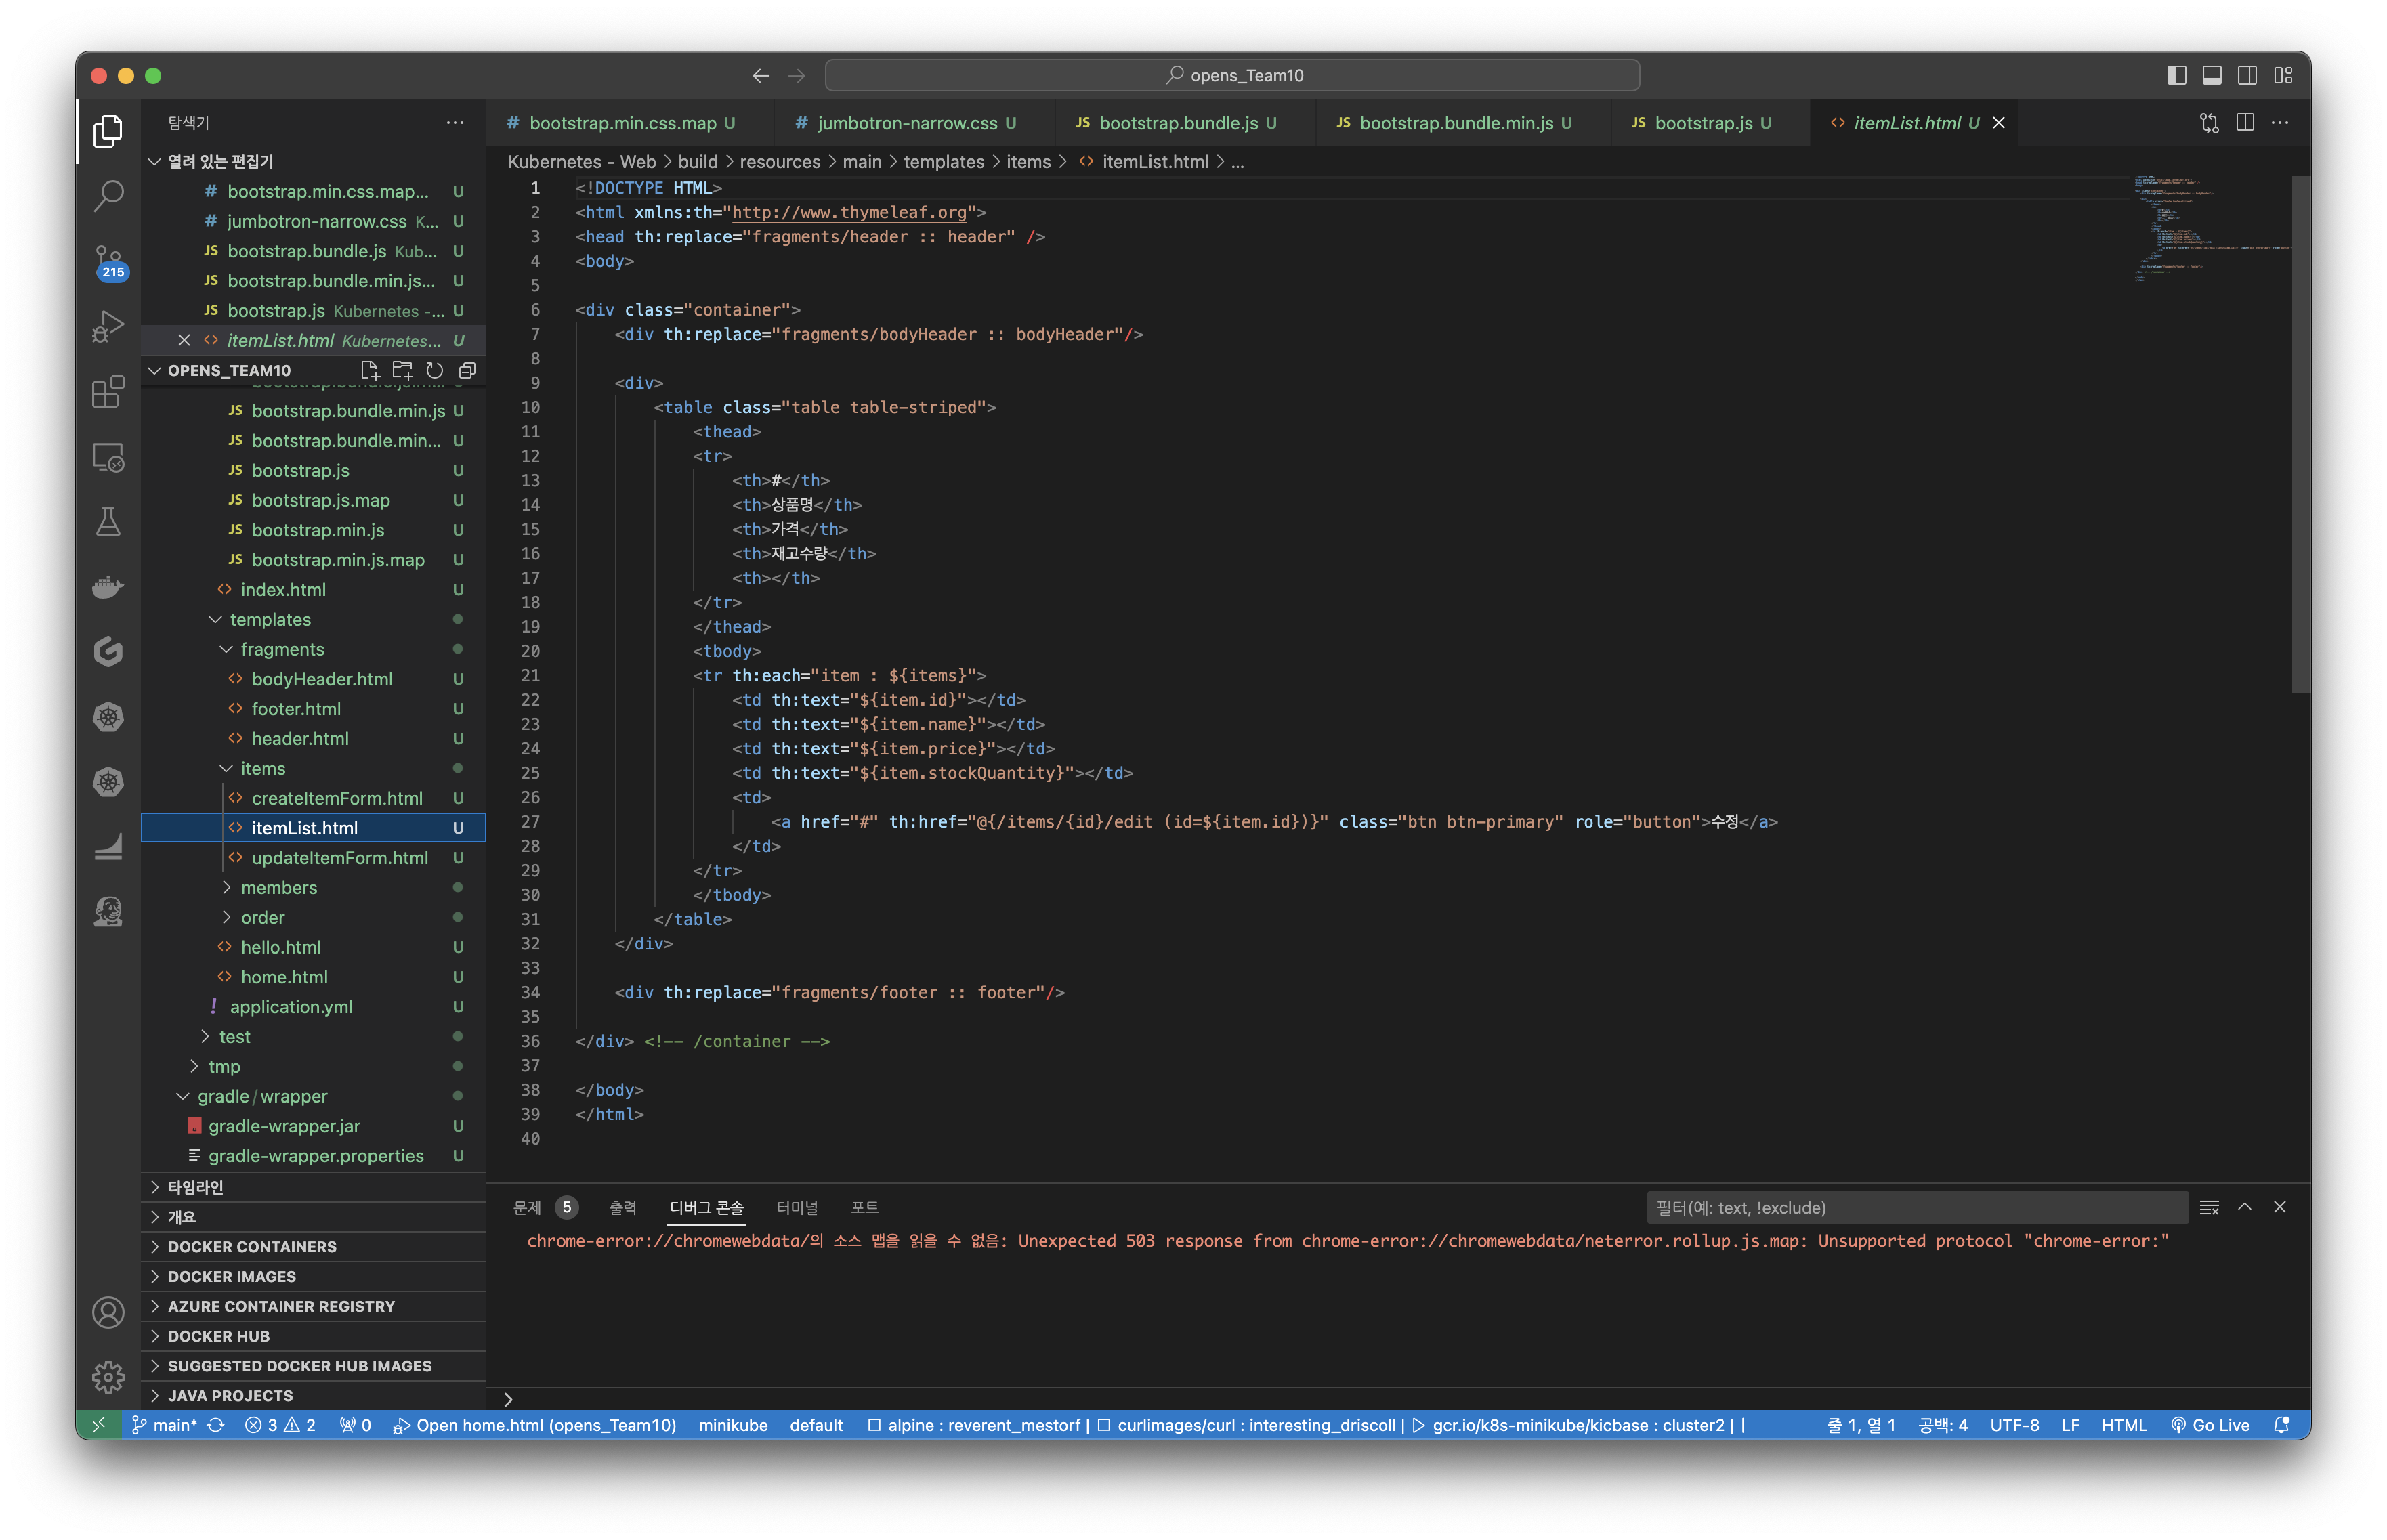 opens_Team10
탐색기
열려 있는 편집기
# bootstrap.min.css.map... U
# jumbotron-narrow.css K... U
JS bootstrap.bundle.js Kub... U
JS bootstrap.bundle.min.js... U
JS bootstrap.js Kubernetes -... U
itemList.html Kubernetes... U
215
OPENS_TEAM10
JS bootstrap.bundle.min.js U
JS bootstrap.bundle.min... U
JS bootstrap.js U
JS bootstrap.js.map U
JS bootstrap.min.js U
JS bootstrap.min.js.map U
<> index.html U
templates
fragments
<> bodyHeader.html U
<> footer.html U
<> header.html U
items
<> createItemForm.html U
<> itemList.html U
<> updateItemForm.html U
members
order
<> hello.html U
<> home.html U
! application.yml U
test
tmp
gradle/wrapper
gradle-wrapper.jar U
gradle-wrapper.properties U
타임라인
개요
DOCKER CONTAINERS
DOCKER IMAGES
AZURE CONTAINER REGISTRY
DOCKER HUB
SUGGESTED DOCKER HUB IMAGES
JAVA PROJECTS
# bootstrap.min.css.map U # jumbotron-narrow.css U JS bootstrap.bundle.js U JS bootstrap.bundle.min.js U JS bootstrap.js U <> itemList.html U
Kubernetes - Web > build > resources > main > templates > items > <> itemList.html > ...
1 <!DOCTYPE HTML>
2 <html xmlns:th="http://www.thymeleaf.org">
3 <head th:replace="fragments/header :: header" />
4 <body>
5
6 <div class="container">
7 <div th:replace="fragments/bodyHeader :: bodyHeader"/>
8
9 <div>
10 <table class="table table-striped">
11 <thead>
12 <tr>
13 <th>#</th>
14 <th>상품명</th>
15 <th>가격</th>
16 <th>재고수량</th>
17 <th></th>
18 </tr>
19 </thead>
20 <tbody>
21 <tr th:each="item : ${items}">
22 <td th:text="${item.id}"></td>
23 <td th:text="${item.name}"></td>
24 <td th:text="${item.price}"></td>
25 <td th:text="${item.stockQuantity}"></td>
26 <td>
27 <a href="#" th:href="@{/items/{id}/edit (id=${item.id})}" class="btn btn-primary" role="button">수정</a>
28 </td>
29 </tr>
30 </tbody>
31 </table>
32 </div>
33
34 <div th:replace="fragments/footer :: footer"/>
35
36 </div> <!-- /container -->
37
38 </body>
39 </html>
40
문제 5 출력 디버그 콘솔 터미널 포트 필터(예: text, !exclude)
chrome-error://chromewebdata/의 소스 맵을 읽을 수 없음: Unexpected 503 response from chrome-error://chromewebdata/neterror.rollup.js.map: Unsupported protocol "chrome-error:"
main* 3 2 0 Open home.html (opens_Team10) minikube default alpine : reverent_mestorf | curlimages/curl : interesting_driscoll | gcr.io/k8s-minikube/kicbase : cluster2 | 줄 1, 열 1 공백: 4 UTF-8 LF HTML Go Live